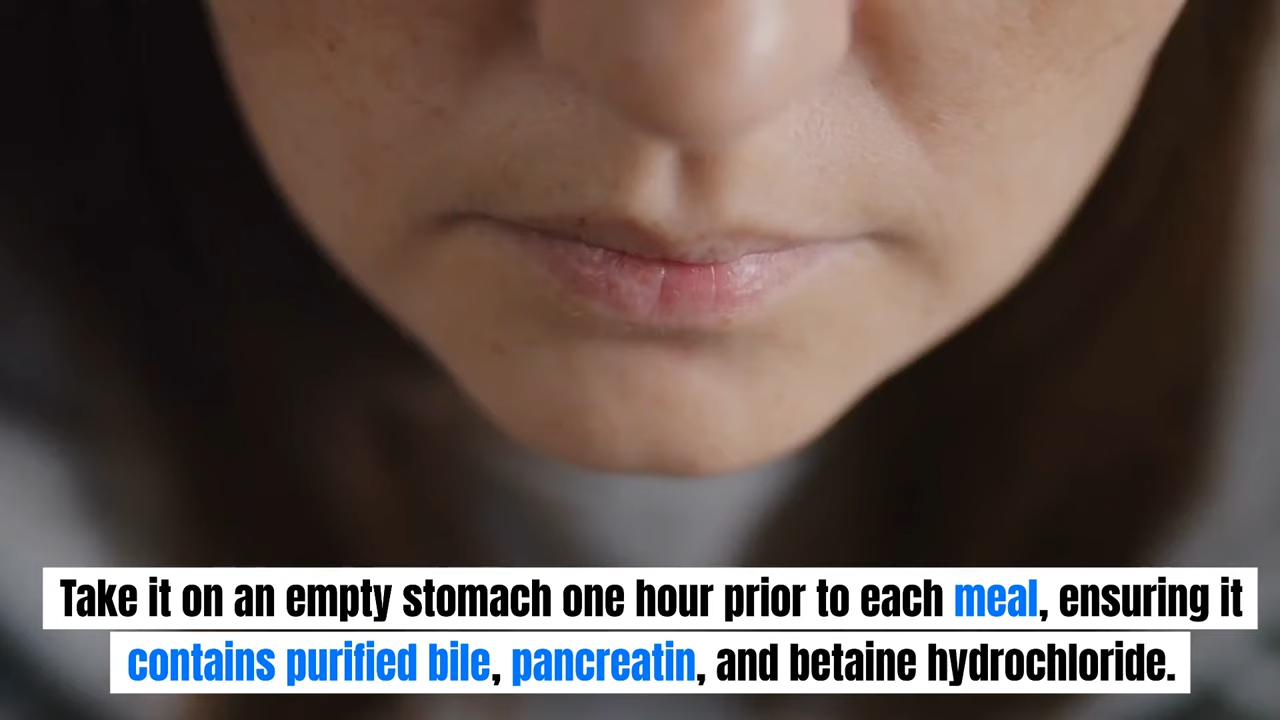 Take it on an empty stomach one hour prior to each meal, ensuring it
contains purified bile, pancreatin, and betaine hydrochloride.